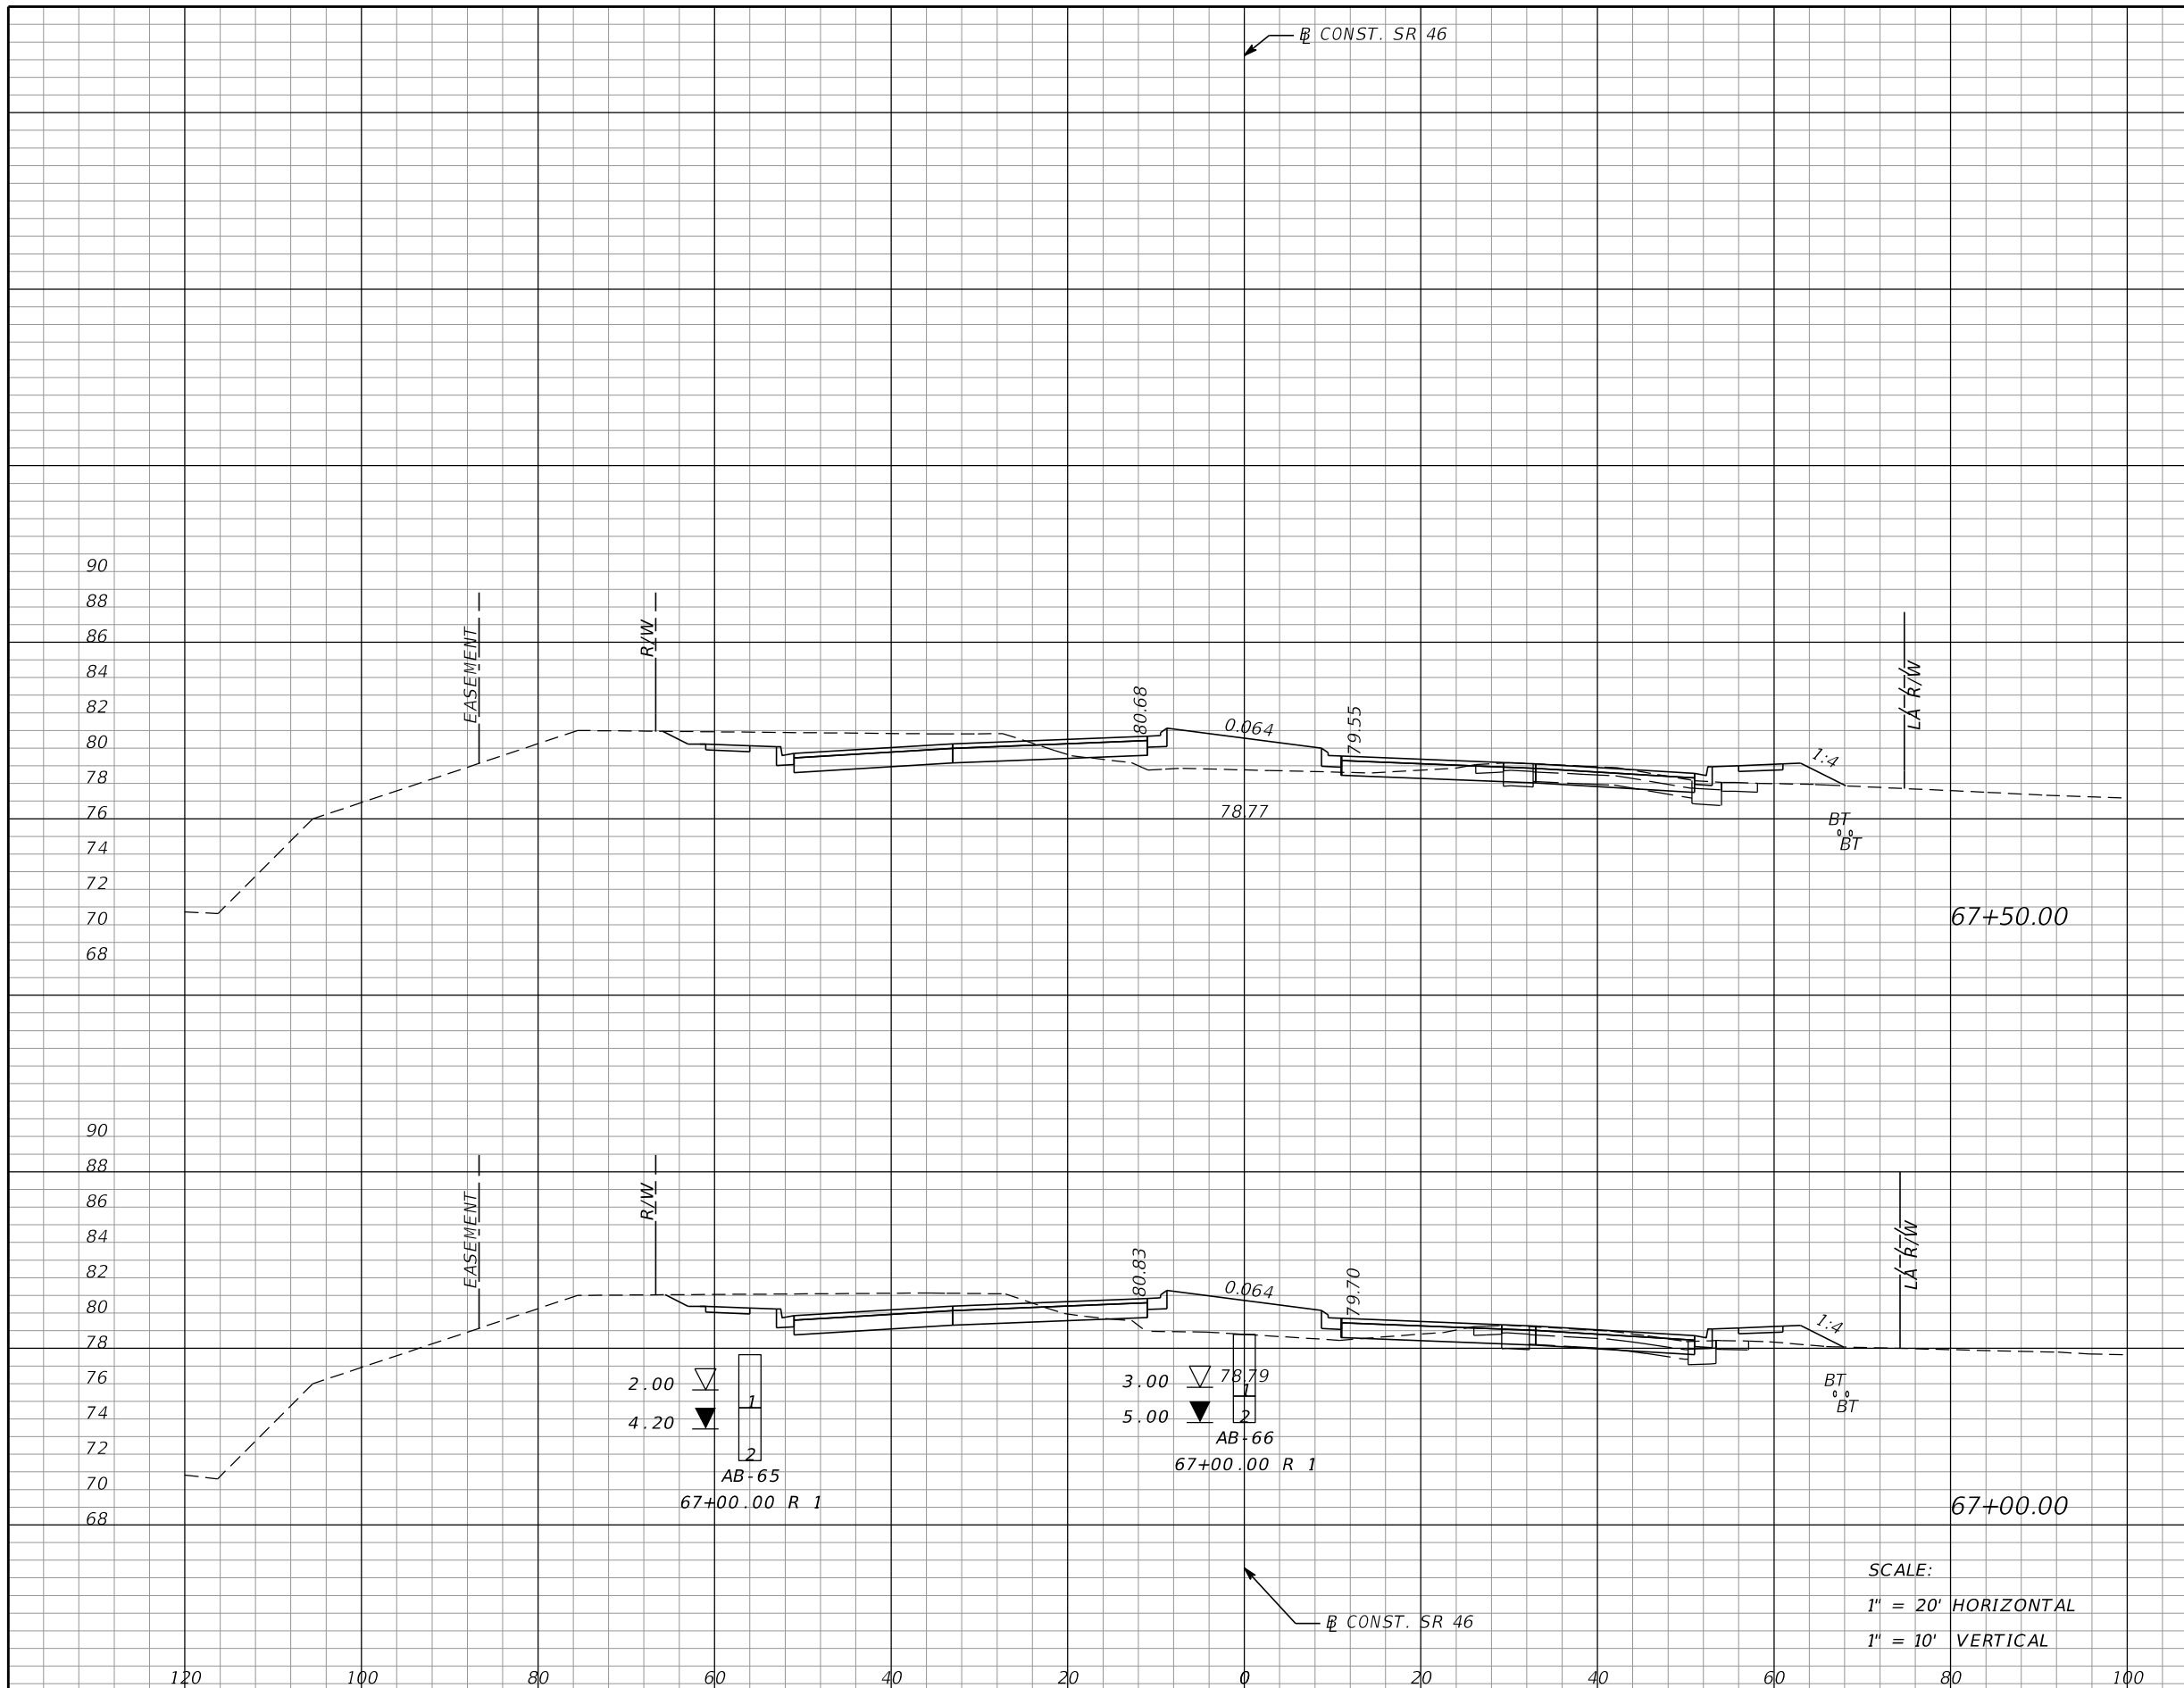 ℄ CONST. SR 46
90
88
86
84
82
80
78
76
74
72
70
68
EASEMENT
R/W
80.68
0.064
79.55
78.77
1:4
LA R/W
BT
BT
67+50.00
90
88
86
84
82
80
78
76
74
72
70
68
EASEMENT
R/W
80.83
0.064
79.70
78.79
1:4
LA R/W
BT
BT
2.00
4.20
1
2
AB-65
67+00.00 R 1
3.00
5.00
1
2
AB-66
67+00.00 R 1
67+00.00
℄ CONST. SR 46
SCALE:
1" = 20' HORIZONTAL
1" = 10' VERTICAL
120 100 80 60 40 20 0 20 40 60 80 100